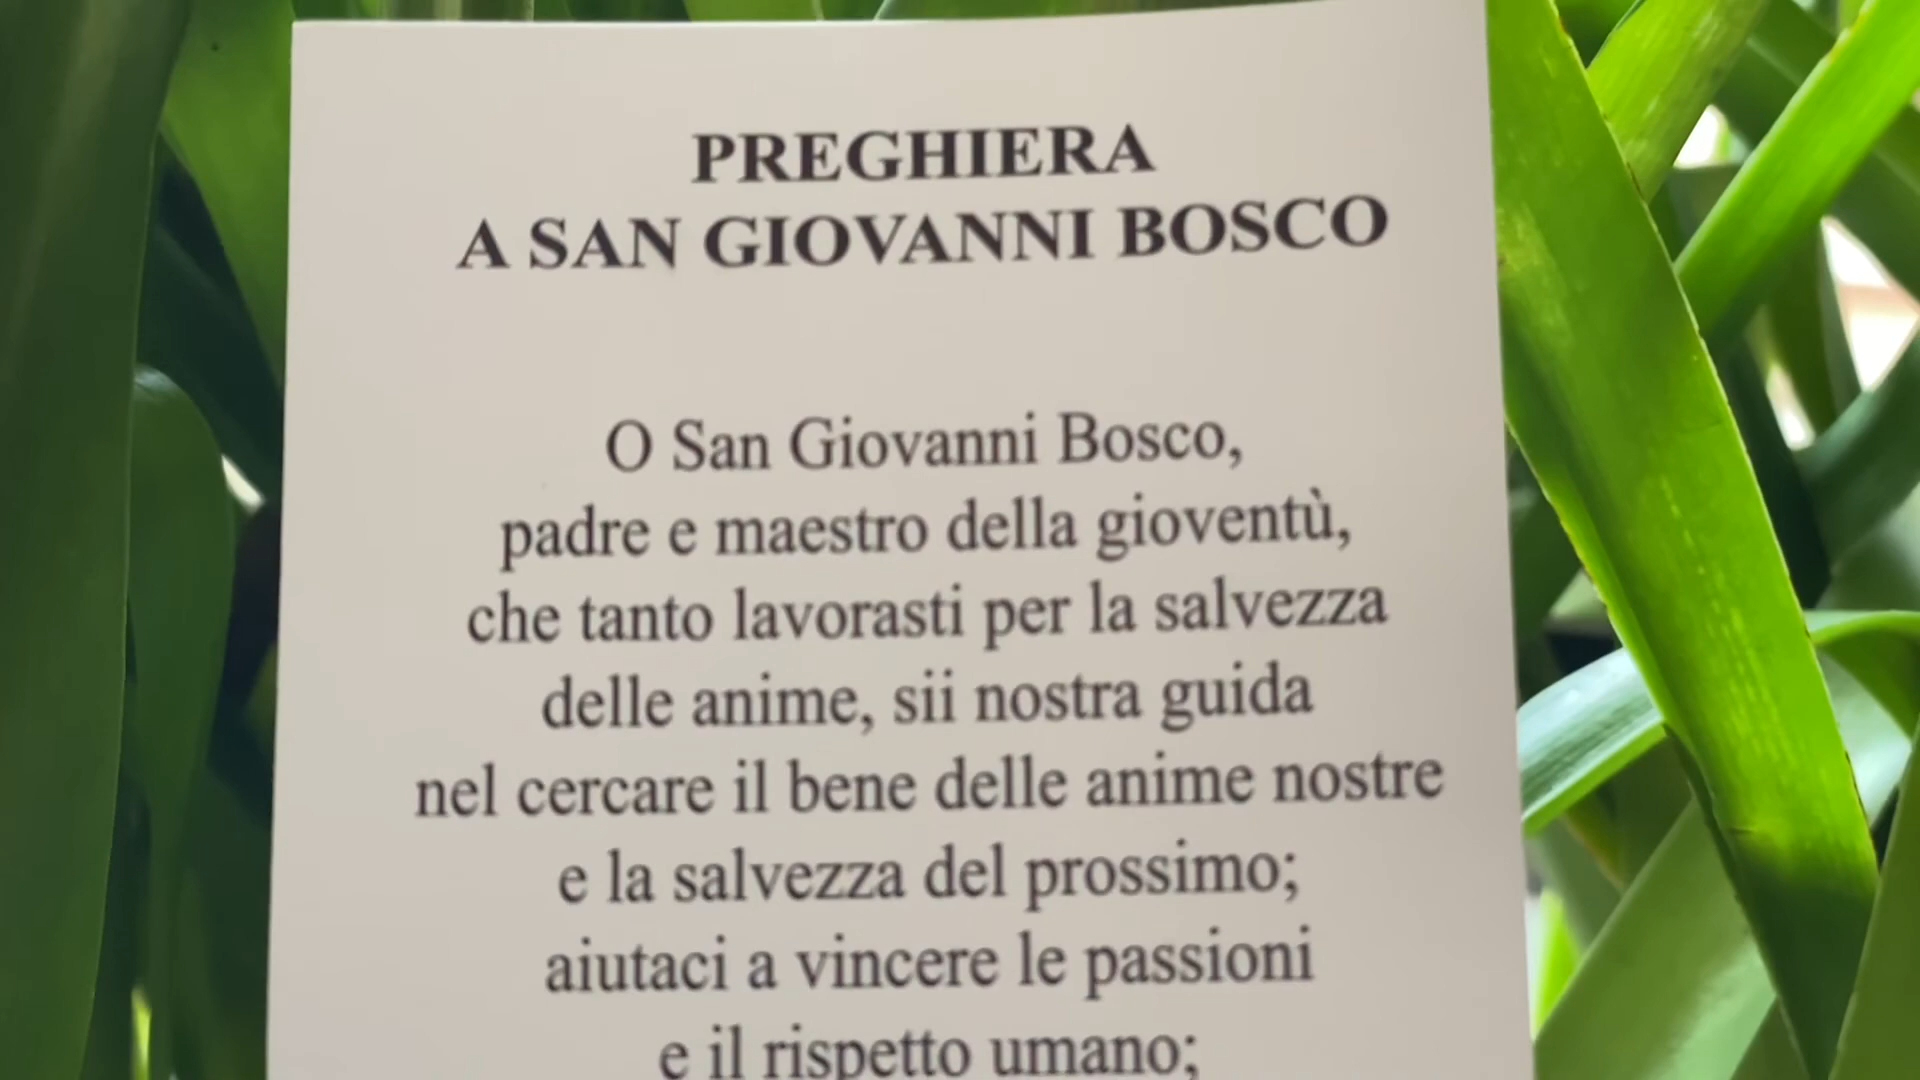 PREGHIERA
A SAN GIOVANNI BOSCO
O San Giovanni Bosco,
padre e maestro della gioventù,
che tanto lavorasti per la salvezza
delle anime, sii nostra guida
nel cercare il bene delle anime nostre
e la salvezza del prossimo;
aiutaci a vincere le passioni
e il rispetto umano;